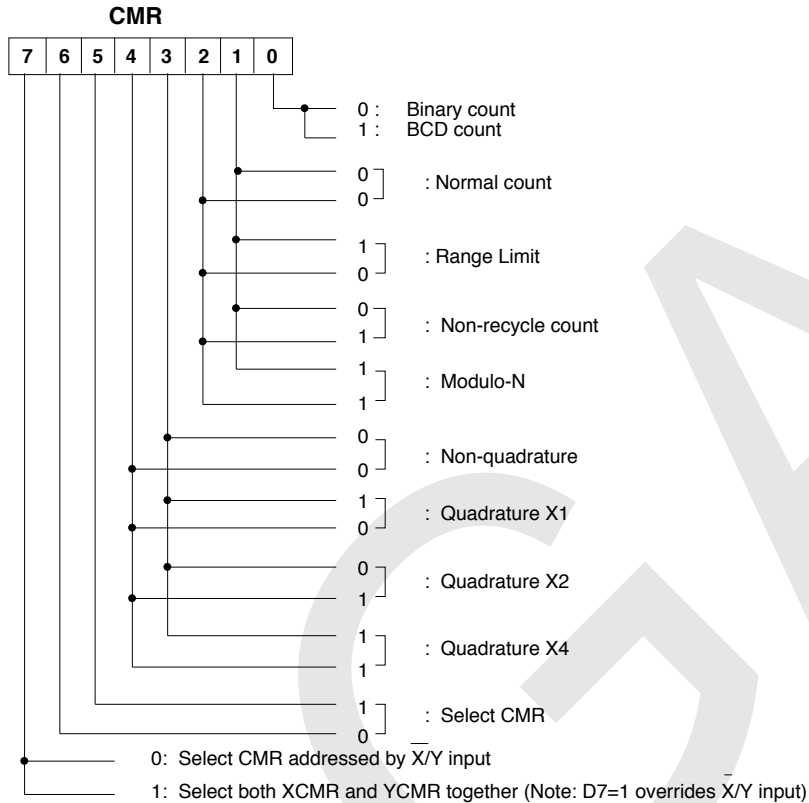 CMR
7 6 5 4 3 2 1 0
0 : Binary count
1 : BCD count
0
0
: Normal count
1
0
: Range Limit
0
1
: Non-recycle count
1
1
: Modulo-N
0
0
: Non-quadrature
1
0
: Quadrature X1
0
1
: Quadrature X2
1
1
: Quadrature X4
1
0
: Select CMR
0: Select CMR addressed by X̅/Y input
1: Select both XCMR and YCMR together (Note: D7=1 overrides X̅/Y input)